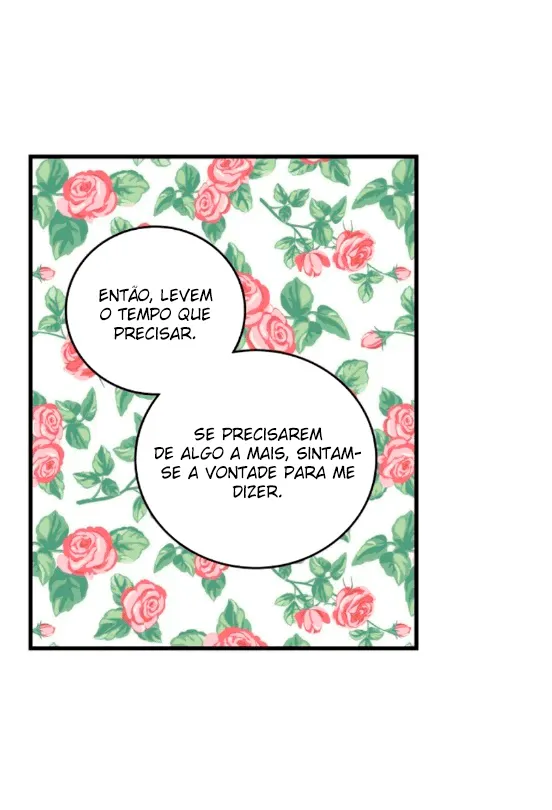 ENTÃO, LEVEM
O TEMPO QUE
PRECISAR.
SE PRECISAREM
DE ALGO A MAIS, SINTAM-
SE A VONTADE PARA ME
DIZER.